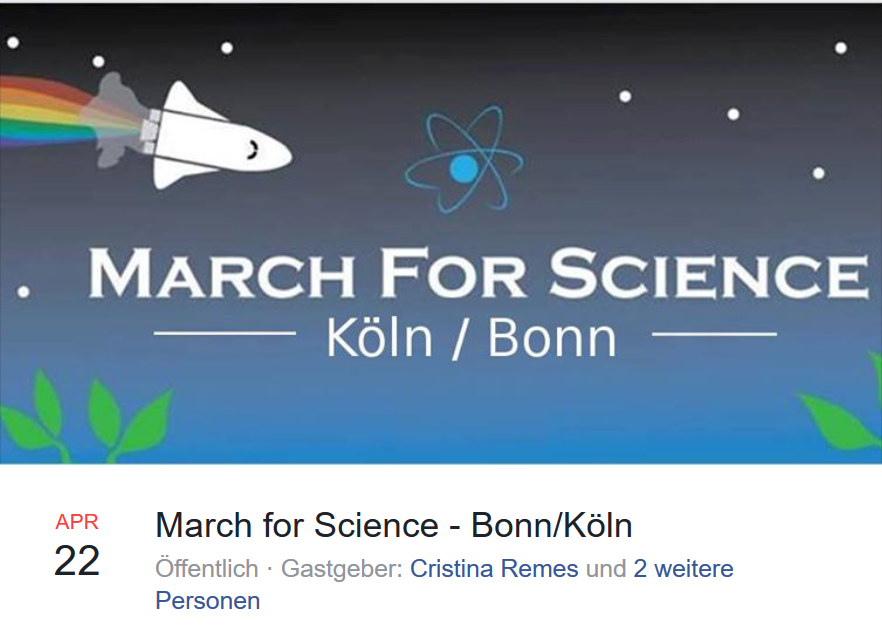 MARCH FOR SCIENCE
Köln / Bonn
APR
22
March for Science - Bonn/Köln
Öffentlich · Gastgeber: Cristina Remes und 2 weitere
Personen